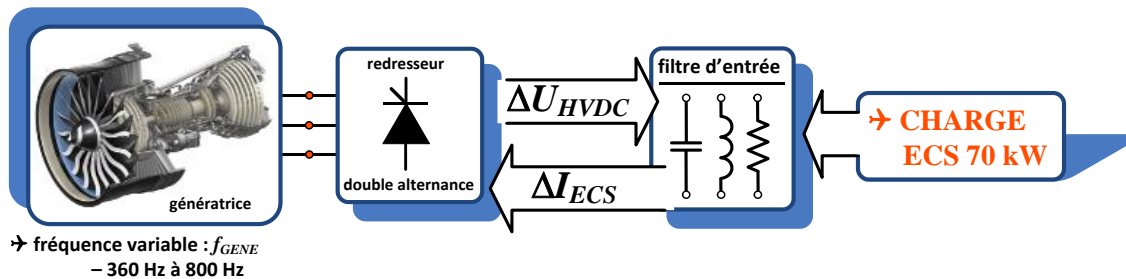 génératrice
✈ fréquence variable : f_GENE
– 360 Hz à 800 Hz
redresseur
double alternance
ΔU_HVDC
ΔI_ECS
filtre d'entrée
✈ CHARGE
ECS 70 kW